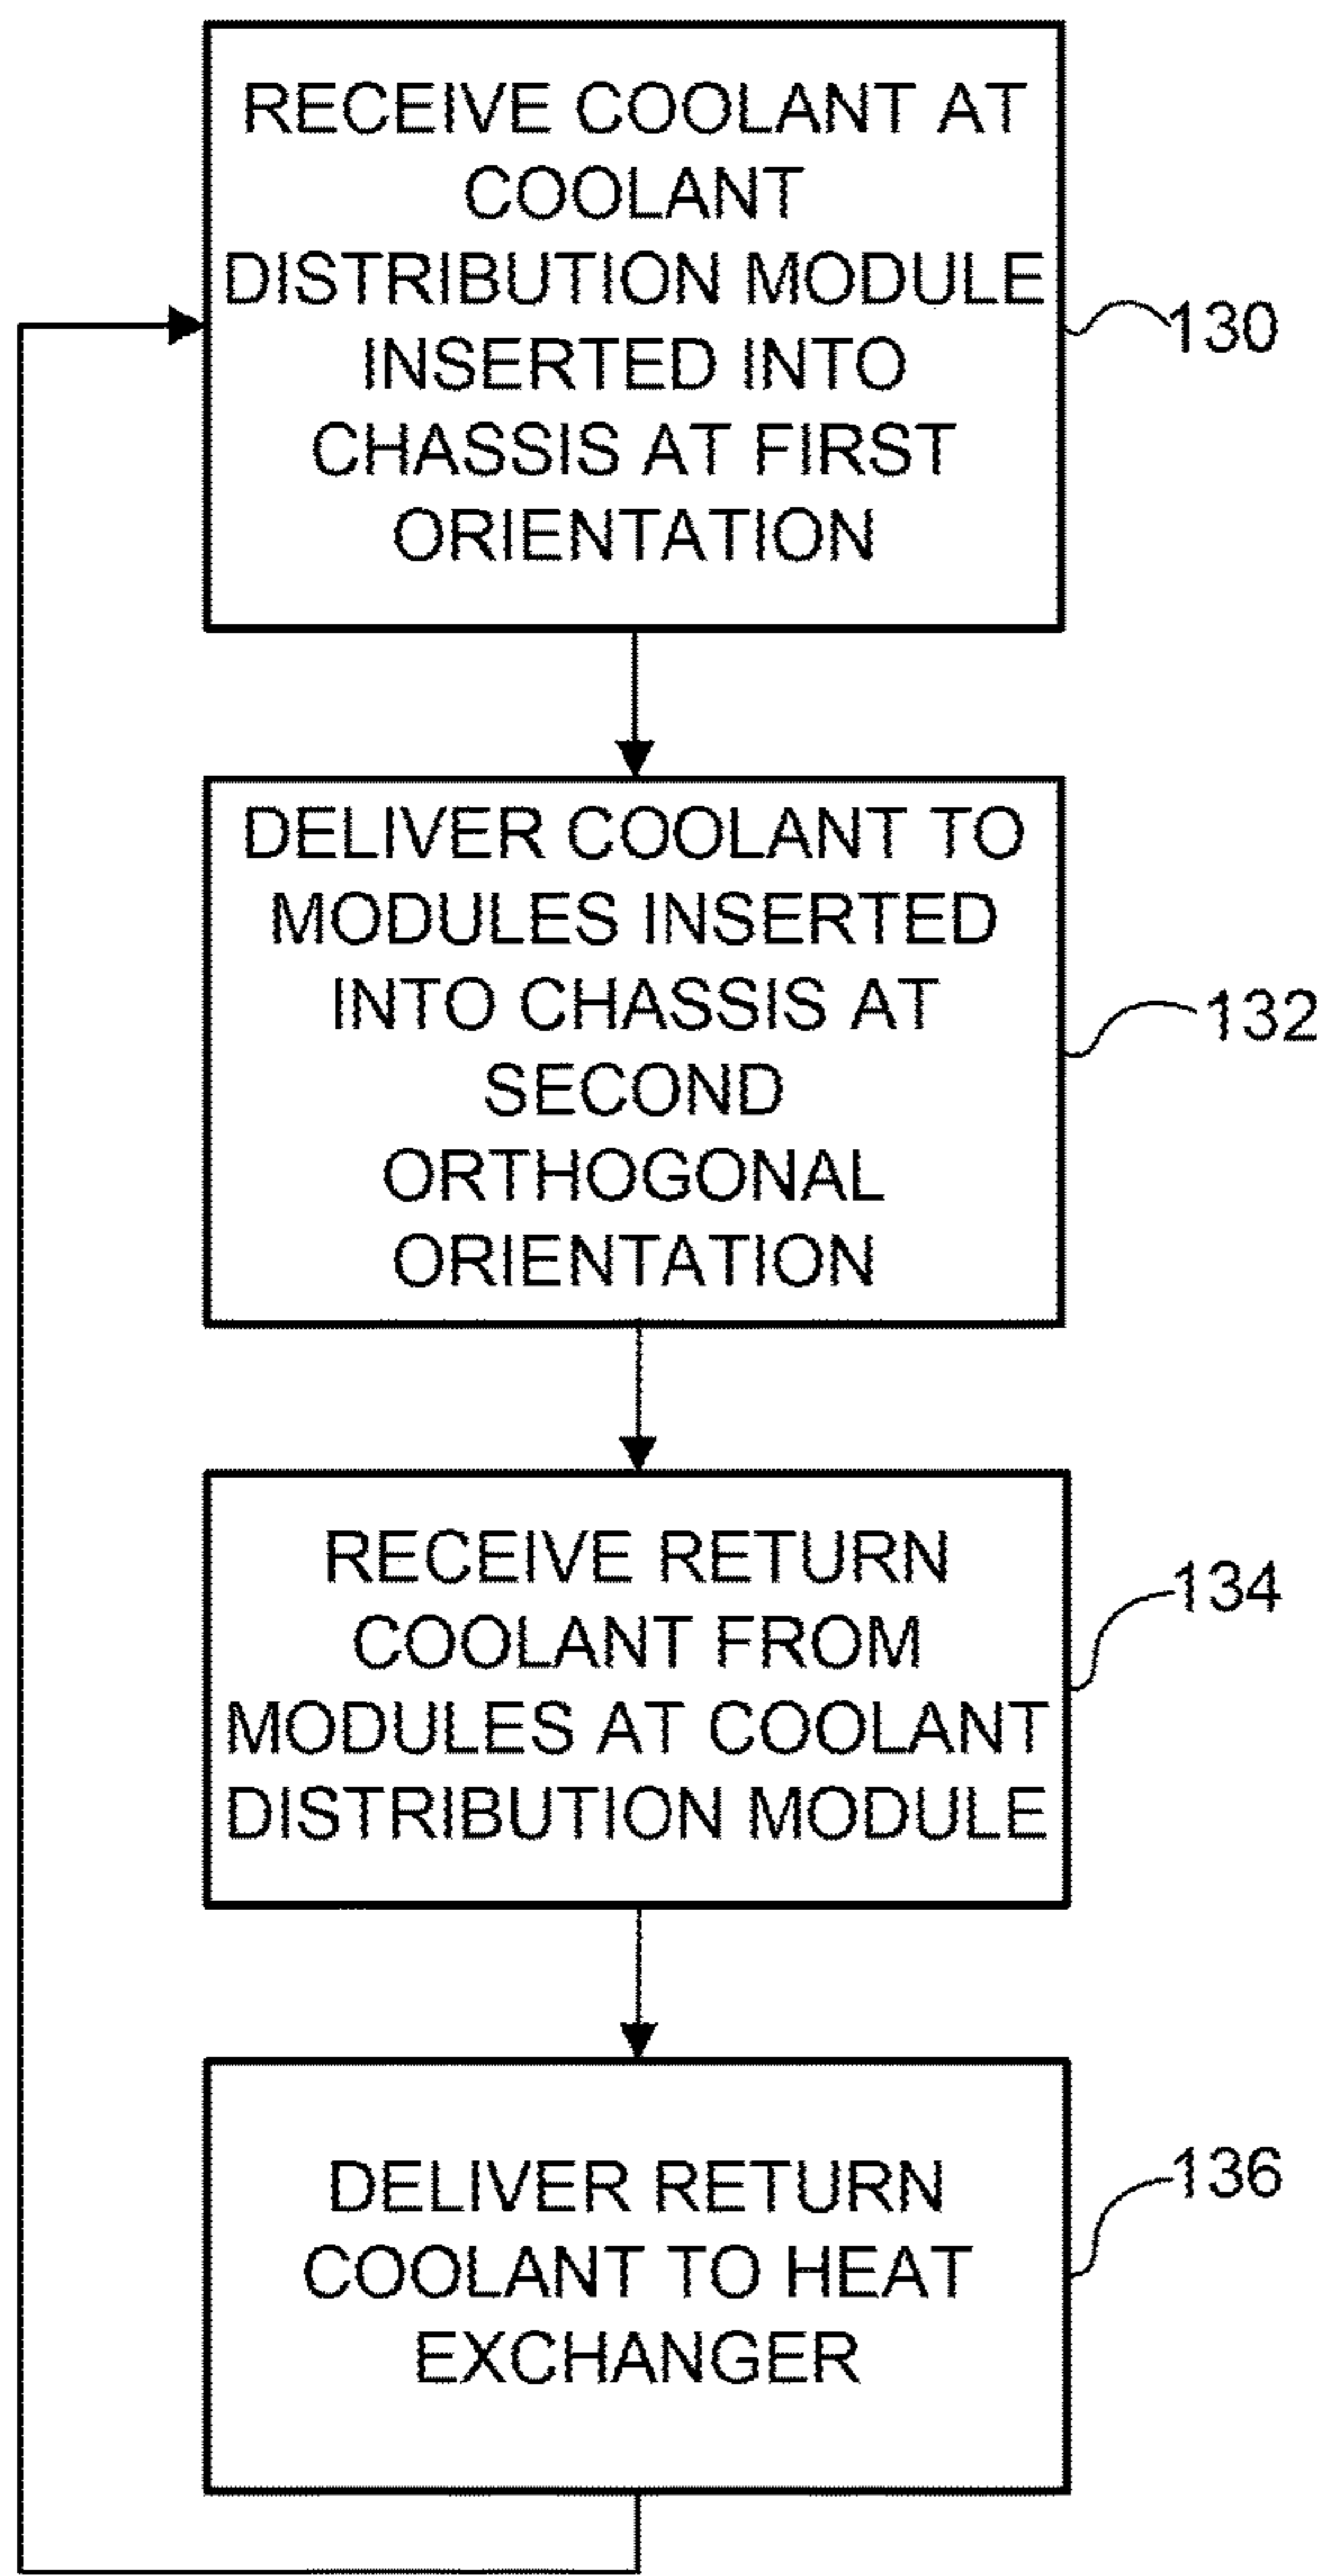 RECEIVE COOLANT AT
COOLANT
DISTRIBUTION MODULE
INSERTED INTO
CHASSIS AT FIRST
ORIENTATION
130
DELIVER COOLANT TO
MODULES INSERTED
INTO CHASSIS AT
SECOND
ORTHOGONAL
ORIENTATION
132
RECEIVE RETURN
COOLANT FROM
MODULES AT COOLANT
DISTRIBUTION MODULE
134
DELIVER RETURN
COOLANT TO HEAT
EXCHANGER
136